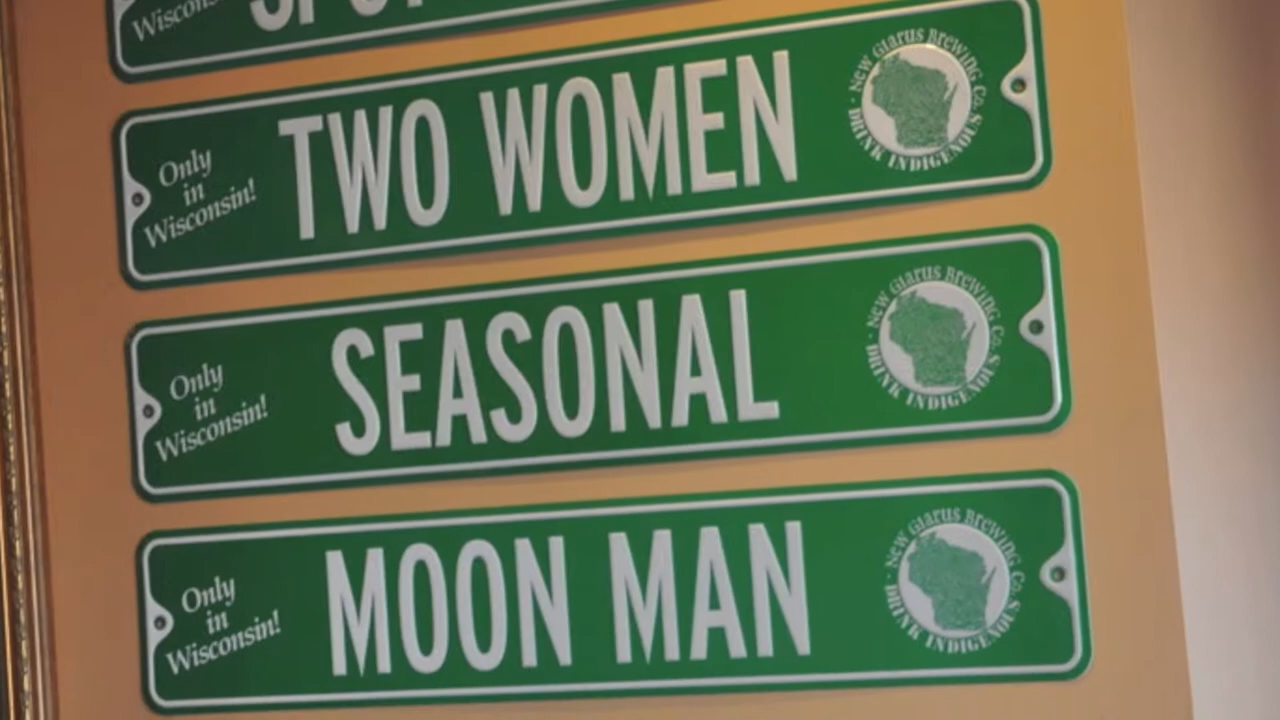 Wisconsin!
Only
in
Wisconsin!
TWO WOMEN
New Glarus Brewing Co.
DRINK INDIGENOUS
Only
in
Wisconsin!
SEASONAL
New Glarus Brewing Co.
DRINK INDIGENOUS
Only
in
Wisconsin!
MOON MAN
New Glarus Brewing Co.
DRINK INDIGENOUS